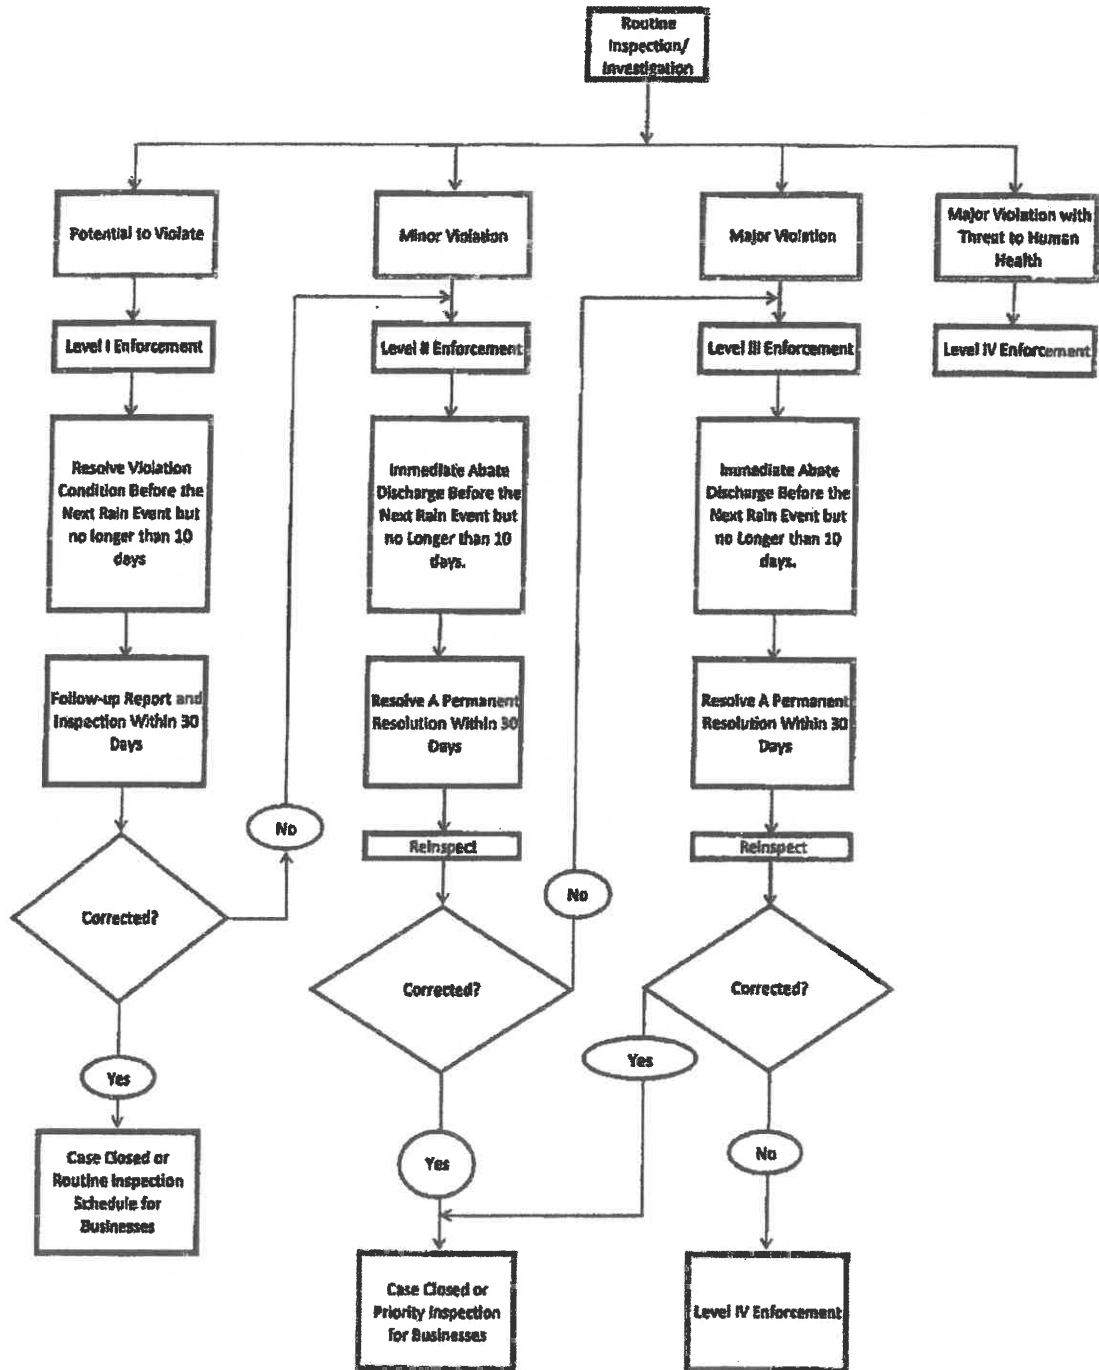 Routine
Inspection/
Investigation
Potential to Violate
Minor Violation
Major Violation
Major Violation with
Threat to Human
Health
Level I Enforcement
Level II Enforcement
Level III Enforcement
Level IV Enforcement
Resolve Violation
Condition Before the
Next Rain Event but
no longer than 10
days
Immediate Abate
Discharge Before the
Next Rain Event but
no Longer than 10
days.
Immediate Abate
Discharge Before the
Next Rain Event but
no Longer than 10
days.
Follow-up Report and
Inspection Within 30
Days
Resolve A Permanent
Resolution Within 30
Days
Resolve A Permanent
Resolution Within 30
Days
No
Reinspect
Reinspect
No
Corrected?
Corrected?
Corrected?
Yes
Yes
Yes
No
Case Closed or
Routine Inspection
Schedule for
Businesses
Case Closed or
Priority Inspection
for Businesses
Level IV Enforcement